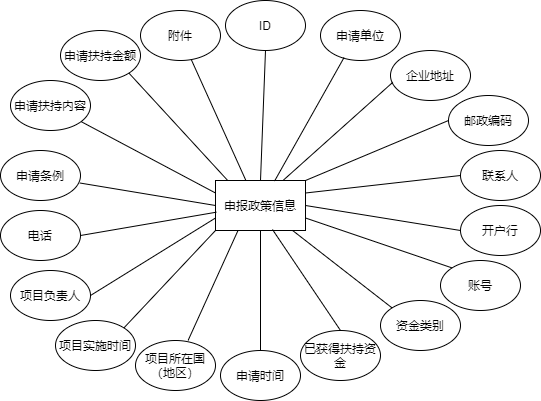 ID
附件
申请单位
申请扶持金额
企业地址
申请扶持内容
邮政编码
申请条例
联系人
申报政策信息
电话
开户行
项目负责人
账号
项目实施时间
资金类别
项目所在国
（地区）
已获得扶持资
金
申请时间